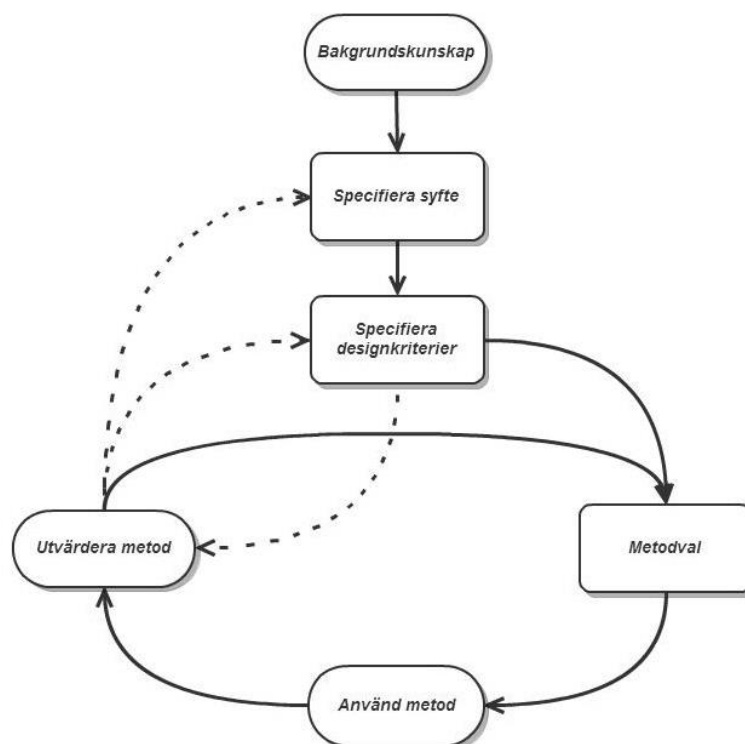 Bakgrundskunskap
Specifiera syfte
Specifiera
designkriterier
Utvärdera metod
Metodval
Använd metod